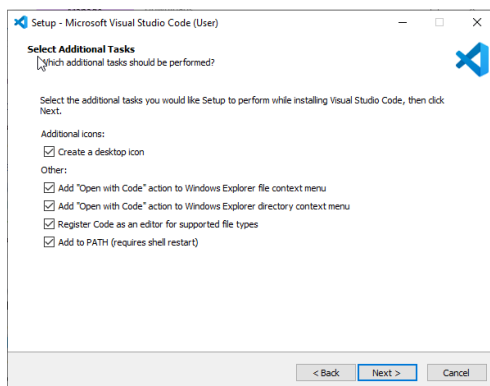 Setup - Microsoft Visual Studio Code (User)
Select Additional Tasks
Which additional tasks should be performed?
Select the additional tasks you would like Setup to perform while installing Visual Studio Code, then click
Next.
Additional icons:
Create a desktop icon
Other:
Add "Open with Code" action to Windows Explorer file context menu
Add "Open with Code" action to Windows Explorer directory context menu
Register Code as an editor for supported file types
Add to PATH (requires shell restart)
< Back
Next >
Cancel